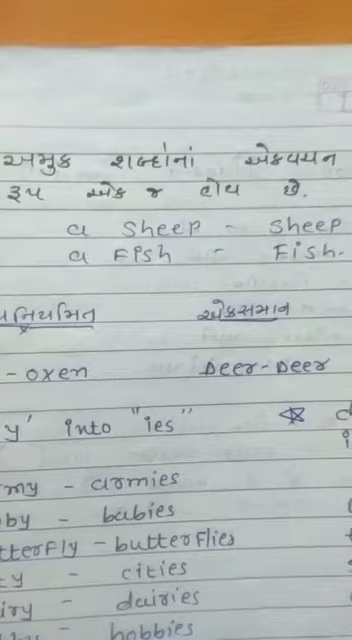 અમુક શબ્દોનાં એકવચન
રૂપ એક જ હોય છે.
a sheep - sheep
a Fish - Fish.
નિયમિત એકસમાન
- oxen Deer - Deer
y' into "ies"
my - armies
by - babies
tterfly - butterflies
ty - cities
iry - dairies
hobbies